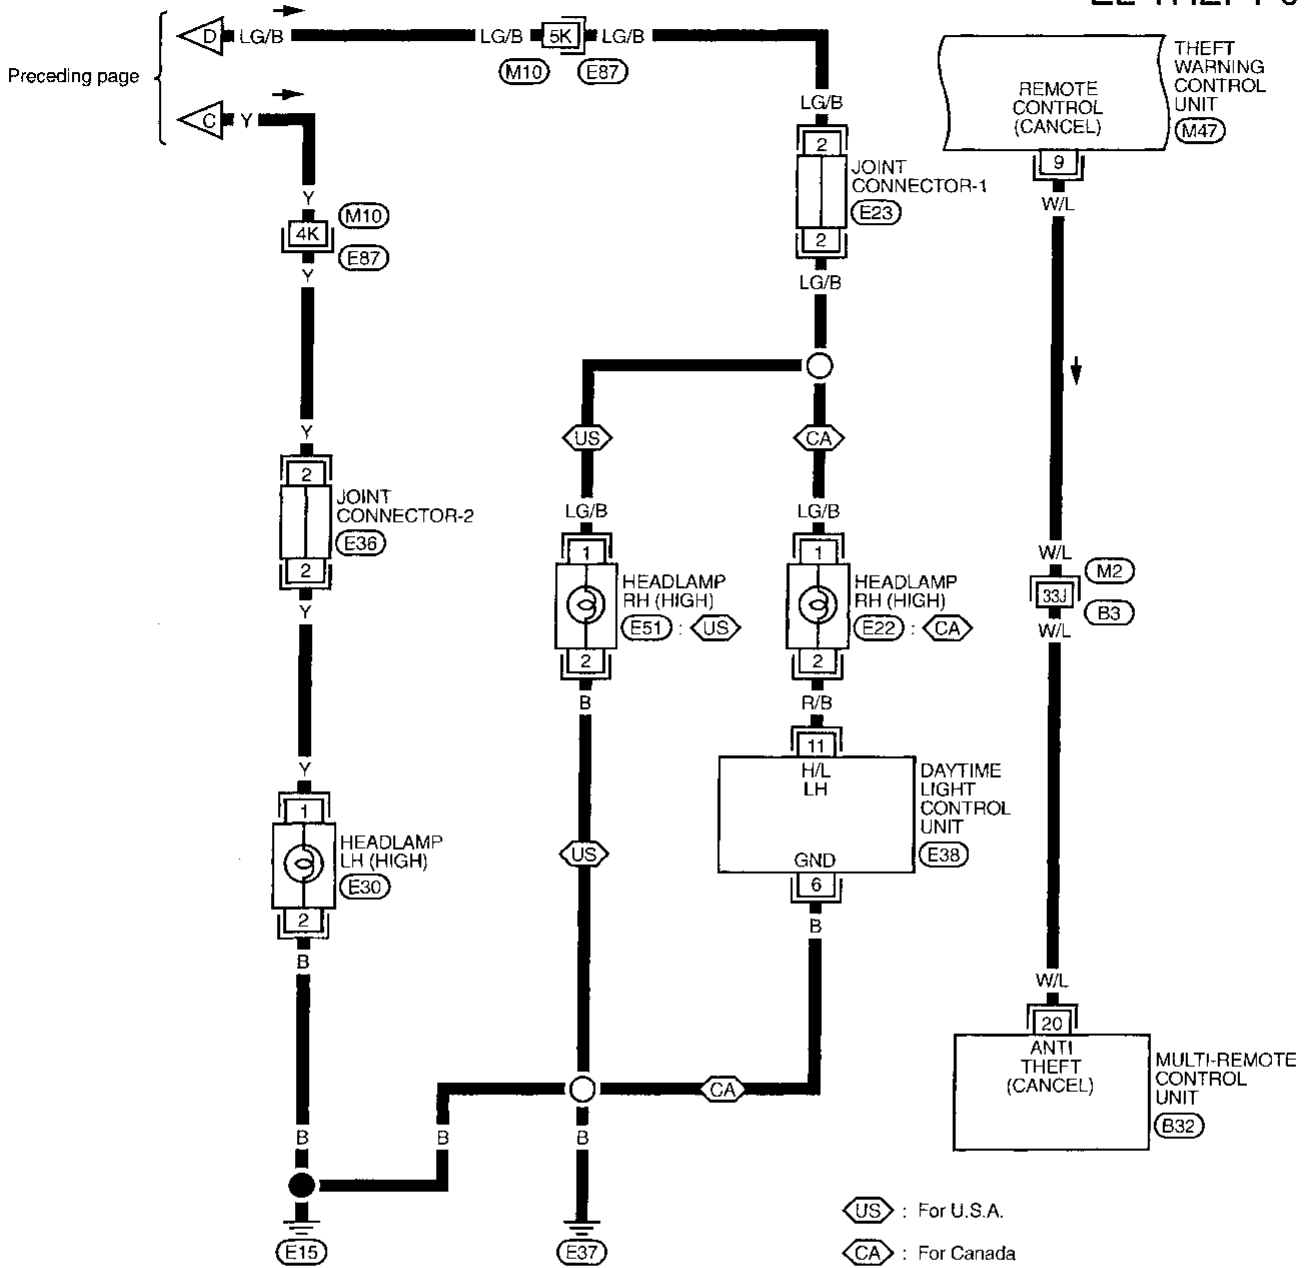 Preceding page
D LG/B LG/B 5K LG/B
M10 E87
C Y
LG/B
2
JOINT
CONNECTOR-1
E23
2
LG/B
THEFT
WARNING
CONTROL
UNIT
M47
REMOTE
CONTROL
(CANCEL)
9
W/L
Y
M10
4K
E87
Y
Y
2
JOINT
CONNECTOR-2
E36
2
Y
US CA
LG/B LG/B
1
HEADLAMP
RH (HIGH)
E51 : US
2
B
1
HEADLAMP
RH (HIGH)
E22 : CA
2
R/B
W/L
M2
33J
B3
W/L
Y
1
HEADLAMP
LH (HIGH)
E30
2
B
US
11
H/L
LH
DAYTIME
LIGHT
CONTROL
UNIT
E38
GND
6
B
W/L
20
ANTI
THEFT
(CANCEL)
MULTI-REMOTE
CONTROL
UNIT
B32
CA
B B B
E15 E37
US : For U.S.A.
CA : For Canada